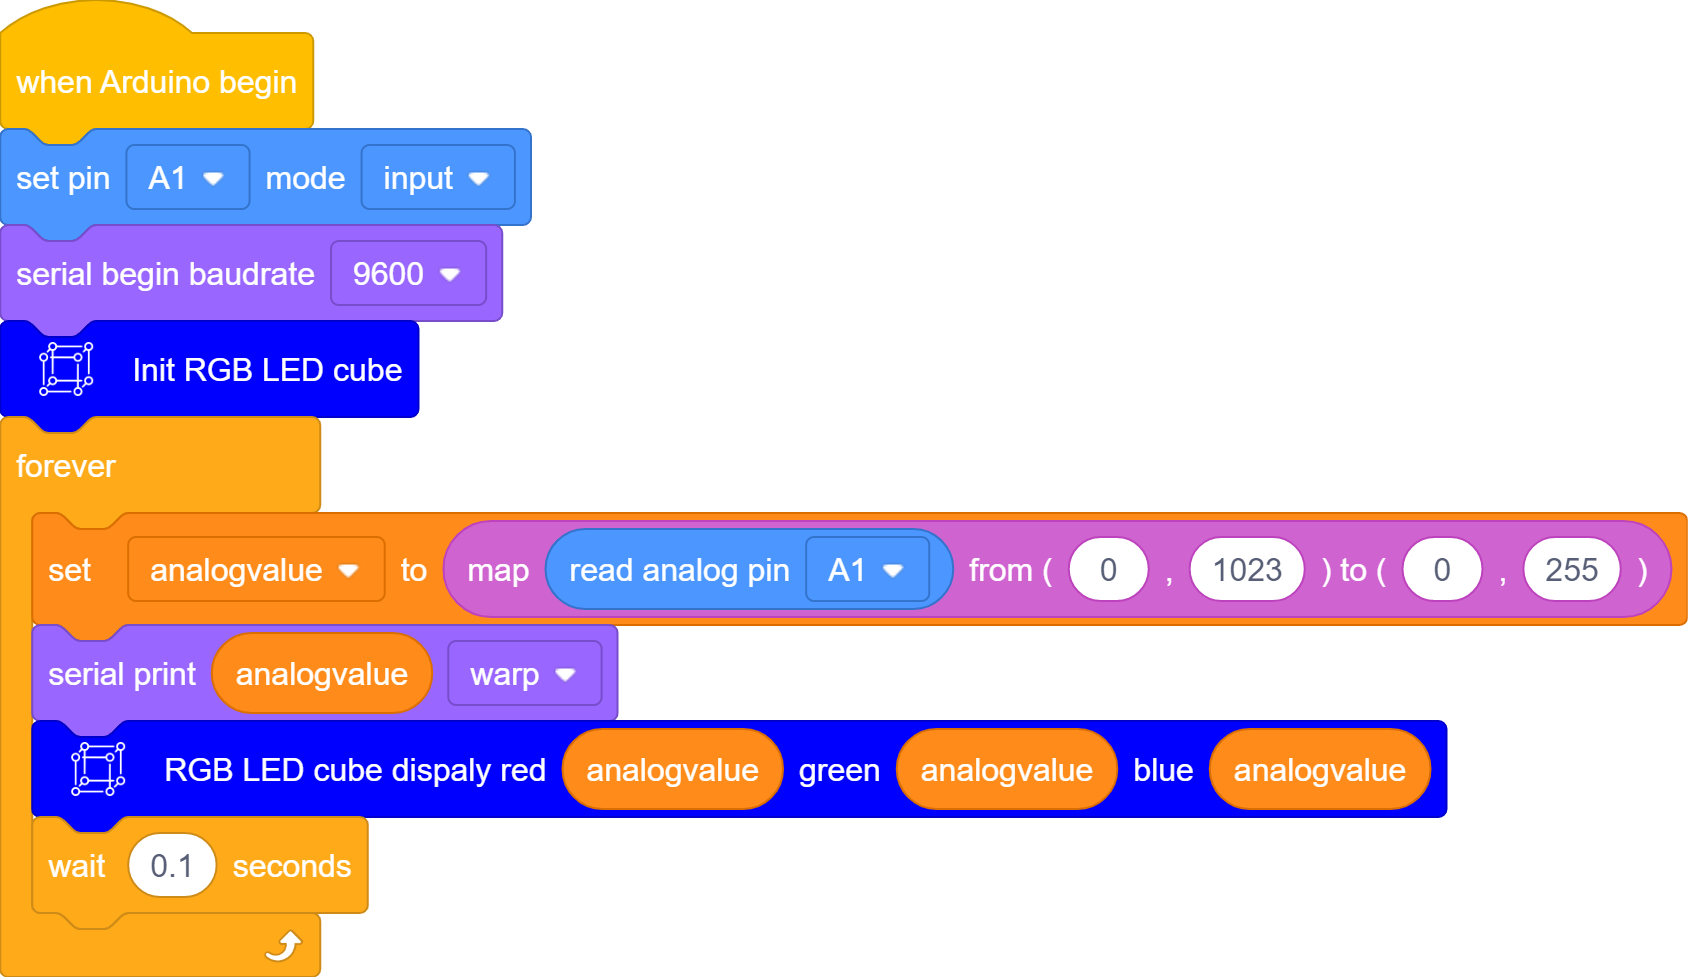 when Arduino begin
set pin A1 mode input
serial begin baudrate 9600
Init RGB LED cube
forever
set analogvalue to map read analog pin A1 from ( 0 , 1023 ) to ( 0 , 255 )
serial print analogvalue warp
RGB LED cube dispaly red analogvalue green analogvalue blue analogvalue
wait 0.1 seconds